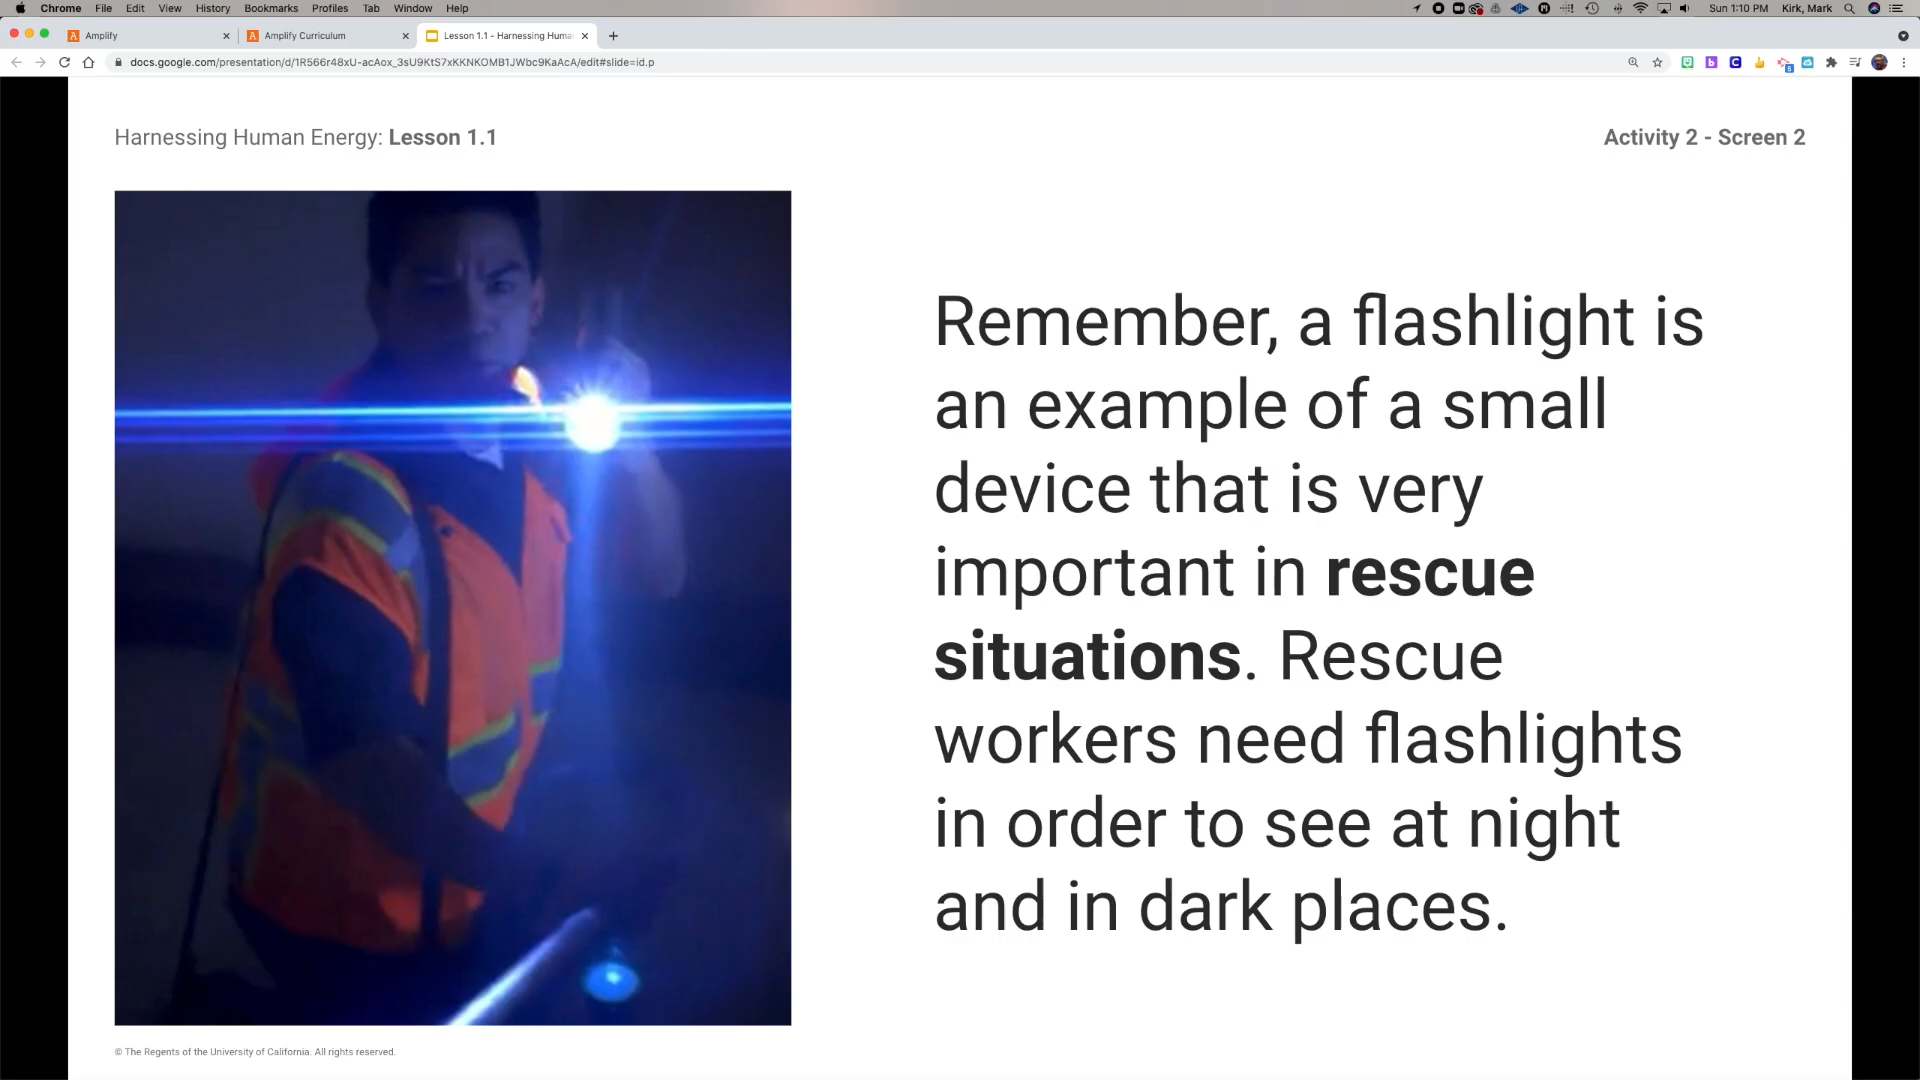 Chrome File Edit View History Bookmarks Profiles Tab Window Help Sun 1:10 PM Kirk, Mark
Amplify Amplify Curriculum Lesson 1.1 - Harnessing Huma
docs.google.com/presentation/d/1R566r48xU-acAox_3sU9KtS7xKKNKOMB1JWbc9KaAcA/edit#slide=id.p
Harnessing Human Energy: Lesson 1.1
Activity 2 - Screen 2
Remember, a flashlight is
an example of a small
device that is very
important in rescue
situations. Rescue
workers need flashlights
in order to see at night
and in dark places.
© The Regents of the University of California. All rights reserved.